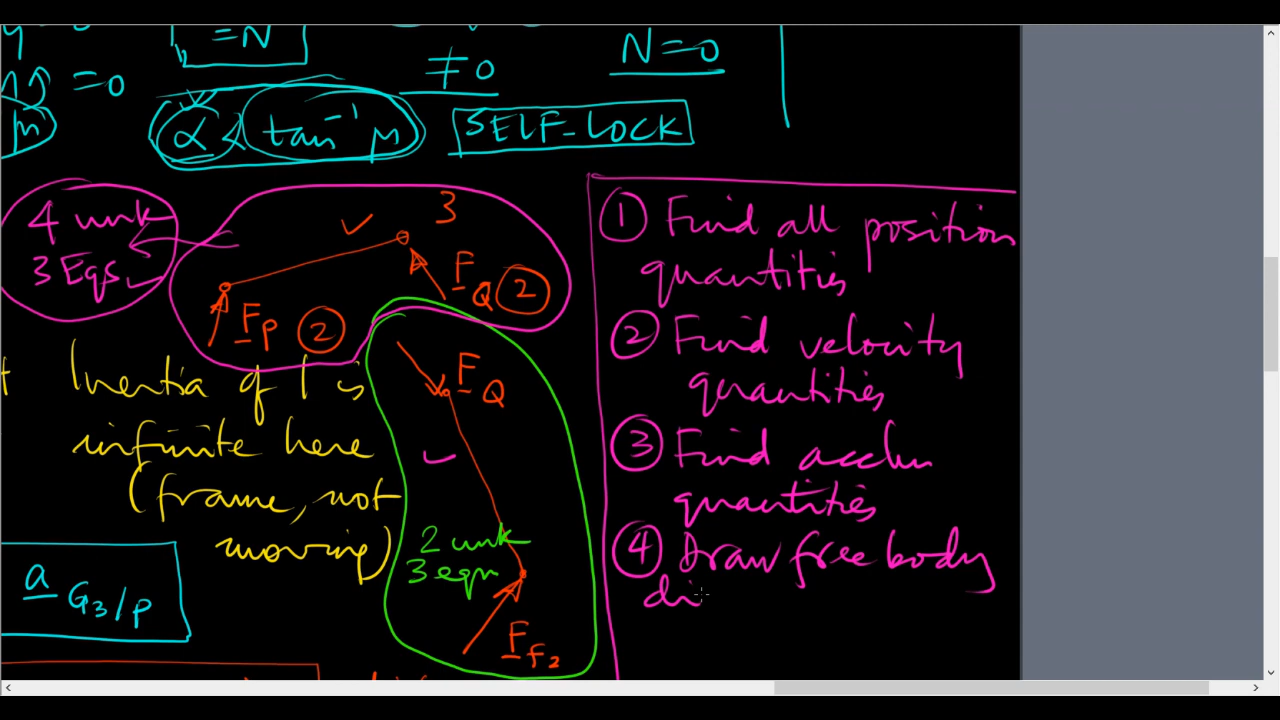 = N
≠ 0
N = 0
= 0
μ
α < tan⁻¹ μ
SELF-LOCK
4 unk
3 Eqs
3
F_P ②
F_Q ②
Inertia of 1 is
infinite here
(frame, not
moving)
F_Q
2 unk
3 eqn
F_f2
a_G3/P
① Find all position
quantities
② Find velocity
quantities
③ Find accln
quantities
④ Draw free body
di